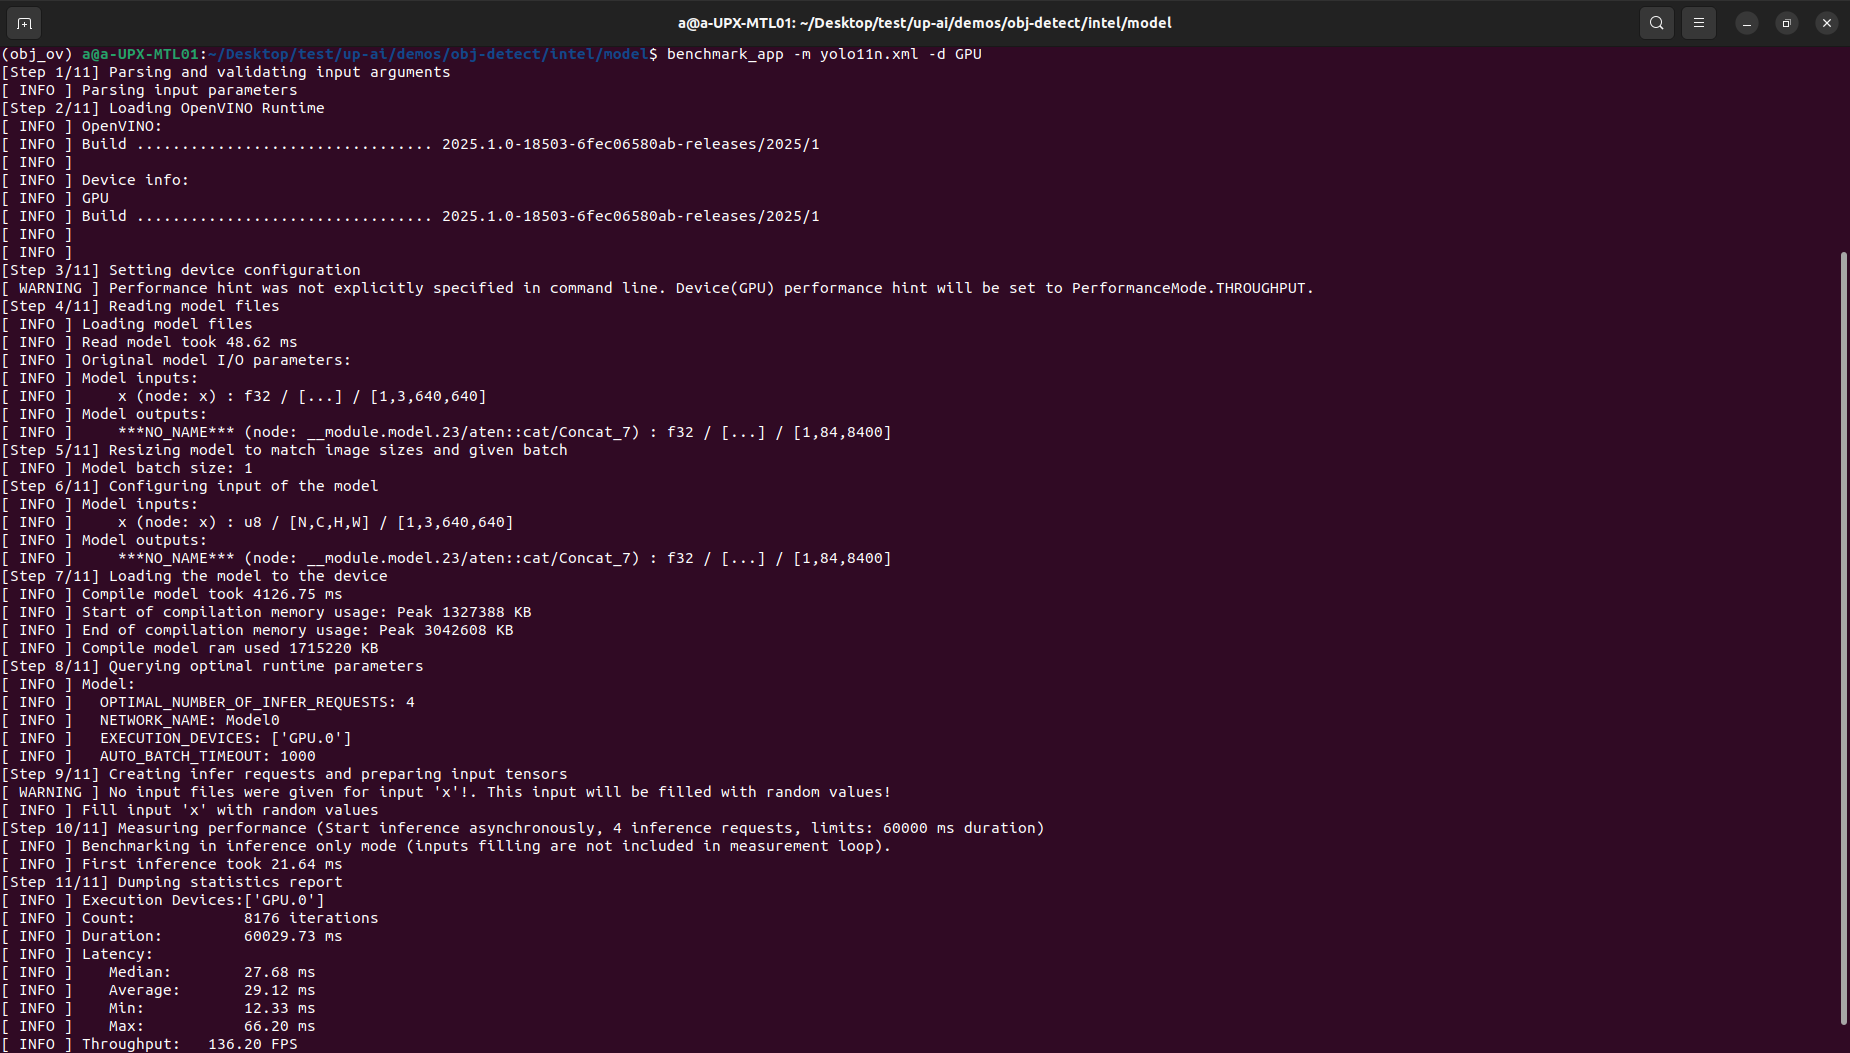 a@a-UPX-MTL01: ~/Desktop/test/up-ai/demos/obj-detect/intel/model
(obj_ov) a@a-UPX-MTL01:~/Desktop/test/up-ai/demos/obj-detect/intel/model$ benchmark_app -m yolo11n.xml -d GPU
[Step 1/11] Parsing and validating input arguments
[ INFO ] Parsing input parameters
[Step 2/11] Loading OpenVINO Runtime
[ INFO ] OpenVINO:
[ INFO ] Build ................................. 2025.1.0-18503-6fec06580ab-releases/2025/1
[ INFO ]
[ INFO ] Device info:
[ INFO ] GPU
[ INFO ] Build ................................. 2025.1.0-18503-6fec06580ab-releases/2025/1
[ INFO ]
[ INFO ]
[Step 3/11] Setting device configuration
[ WARNING ] Performance hint was not explicitly specified in command line. Device(GPU) performance hint will be set to PerformanceMode.THROUGHPUT.
[Step 4/11] Reading model files
[ INFO ] Loading model files
[ INFO ] Read model took 48.62 ms
[ INFO ] Original model I/O parameters:
[ INFO ] Model inputs:
[ INFO ]     x (node: x) : f32 / [...] / [1,3,640,640]
[ INFO ] Model outputs:
[ INFO ]     ***NO_NAME*** (node: __module.model.23/aten::cat/Concat_7) : f32 / [...] / [1,84,8400]
[Step 5/11] Resizing model to match image sizes and given batch
[ INFO ] Model batch size: 1
[Step 6/11] Configuring input of the model
[ INFO ] Model inputs:
[ INFO ]     x (node: x) : u8 / [N,C,H,W] / [1,3,640,640]
[ INFO ] Model outputs:
[ INFO ]     ***NO_NAME*** (node: __module.model.23/aten::cat/Concat_7) : f32 / [...] / [1,84,8400]
[Step 7/11] Loading the model to the device
[ INFO ] Compile model took 4126.75 ms
[ INFO ] Start of compilation memory usage: Peak 1327388 KB
[ INFO ] End of compilation memory usage: Peak 3042608 KB
[ INFO ] Compile model ram used 1715220 KB
[Step 8/11] Querying optimal runtime parameters
[ INFO ] Model:
[ INFO ]   OPTIMAL_NUMBER_OF_INFER_REQUESTS: 4
[ INFO ]   NETWORK_NAME: Model0
[ INFO ]   EXECUTION_DEVICES: ['GPU.0']
[ INFO ]   AUTO_BATCH_TIMEOUT: 1000
[Step 9/11] Creating infer requests and preparing input tensors
[ WARNING ] No input files were given for input 'x'!. This input will be filled with random values!
[ INFO ] Fill input 'x' with random values
[Step 10/11] Measuring performance (Start inference asynchronously, 4 inference requests, limits: 60000 ms duration)
[ INFO ] Benchmarking in inference only mode (inputs filling are not included in measurement loop).
[ INFO ] First inference took 21.64 ms
[Step 11/11] Dumping statistics report
[ INFO ] Execution Devices:['GPU.0']
[ INFO ] Count:            8176 iterations
[ INFO ] Duration:         60029.73 ms
[ INFO ] Latency:
[ INFO ]    Median:        27.68 ms
[ INFO ]    Average:       29.12 ms
[ INFO ]    Min:           12.33 ms
[ INFO ]    Max:           66.20 ms
[ INFO ] Throughput:   136.20 FPS